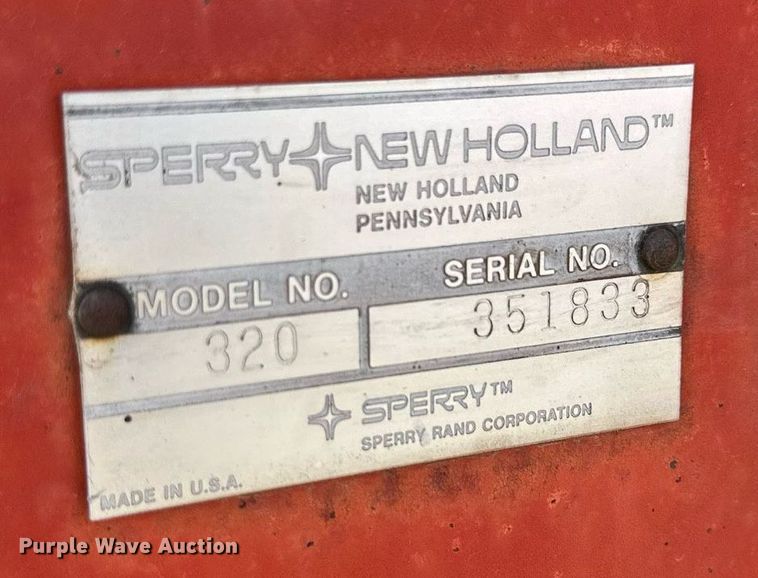 SPERRY NEW HOLLAND™
NEW HOLLAND
PENNSYLVANIA
MODEL NO. SERIAL NO.
320 351833
SPERRY™
SPERRY RAND CORPORATION
MADE IN U.S.A.
Purple Wave Auction